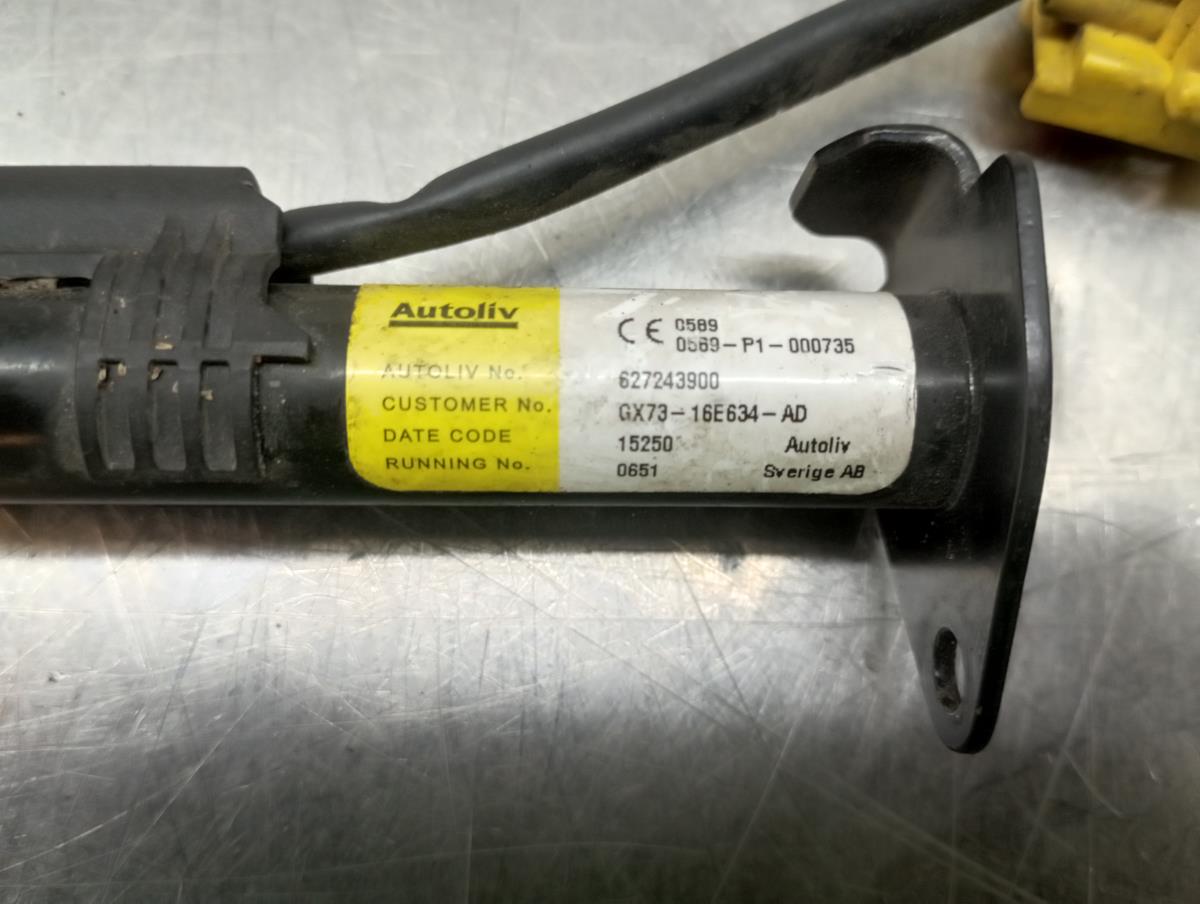 Autoliv
CE 0589
0589-P1-000735
AUTOLIV No. 627243900
CUSTOMER No. GX73-16E634-AD
DATE CODE 15250 Autoliv
RUNNING No. 0651 Sverige AB